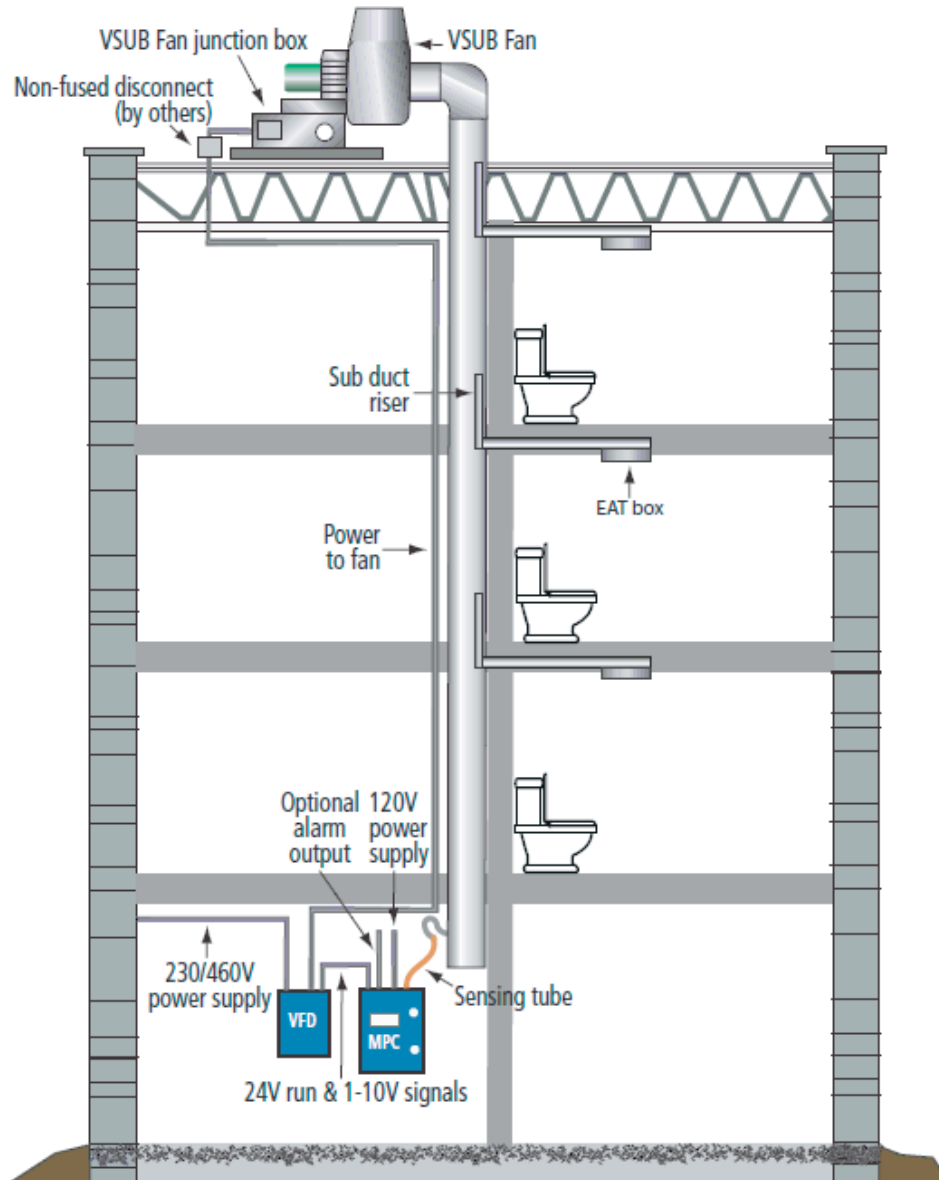 VSUB Fan junction box
VSUB Fan
Non-fused disconnect
(by others)
Sub duct
riser
EAT box
Power
to fan
Optional
alarm
output
120V
power
supply
230/460V
power supply
Sensing tube
VFD
MPC
24V run & 1-10V signals